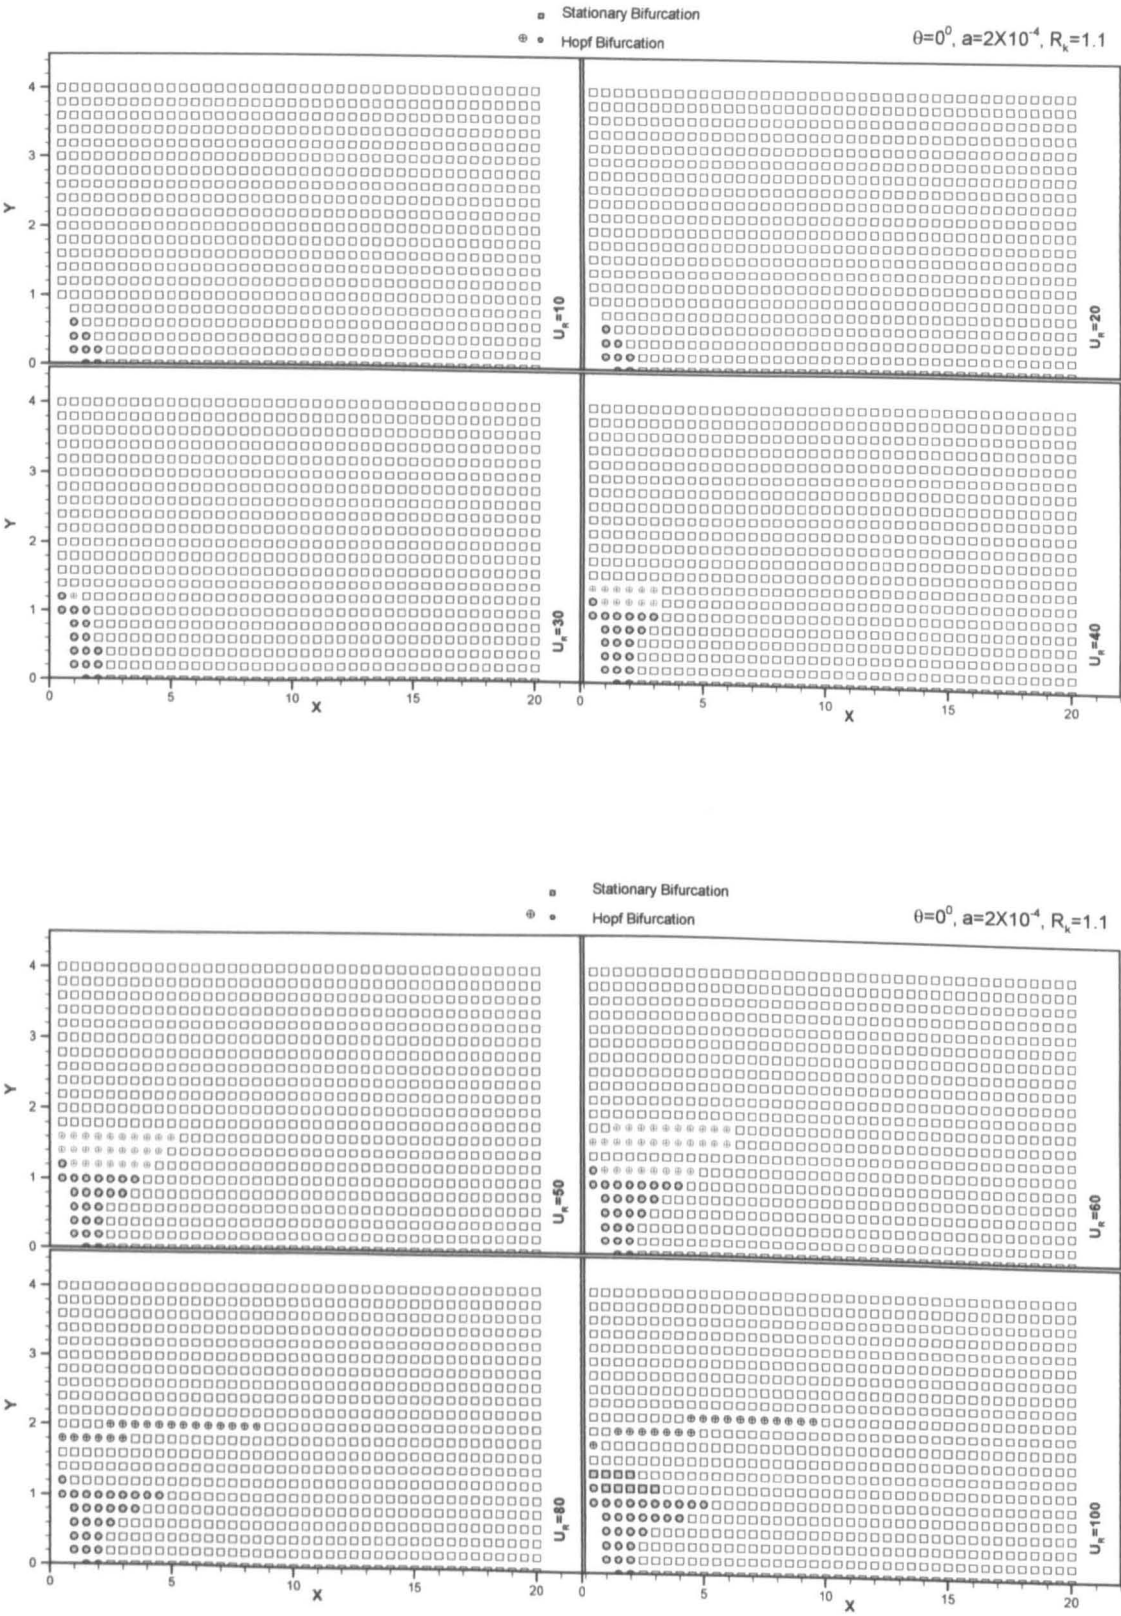 Stationary Bifurcation
Hopf Bifurcation
θ=0⁰, a=2X10⁻⁴, Rₖ=1.1
4
3
2
1
0
Y
U_R=10
U_R=20
4
3
2
1
0
Y
U_R=30
U_R=40
0 5 10 15 20
X
0 5 10 15 20
X
Stationary Bifurcation
Hopf Bifurcation
θ=0⁰, a=2X10⁻⁴, Rₖ=1.1
4
3
2
1
0
Y
U_R=50
U_R=60
4
3
2
1
0
Y
U_R=80
U_R=100
0 5 10 15 20
X
0 5 10 15 20
X